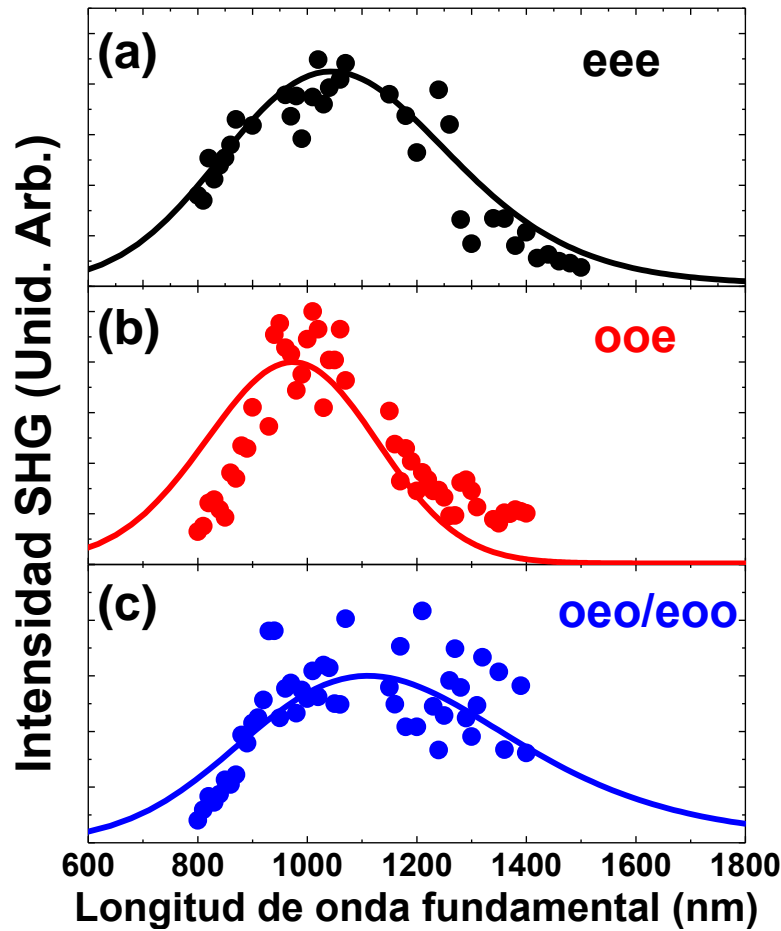 Intensidad SHG (Unid. Arb.)
(a)
eee
(b)
ooe
(c)
oeo/eoo
600 800 1000 1200 1400 1600 1800
Longitud de onda fundamental (nm)